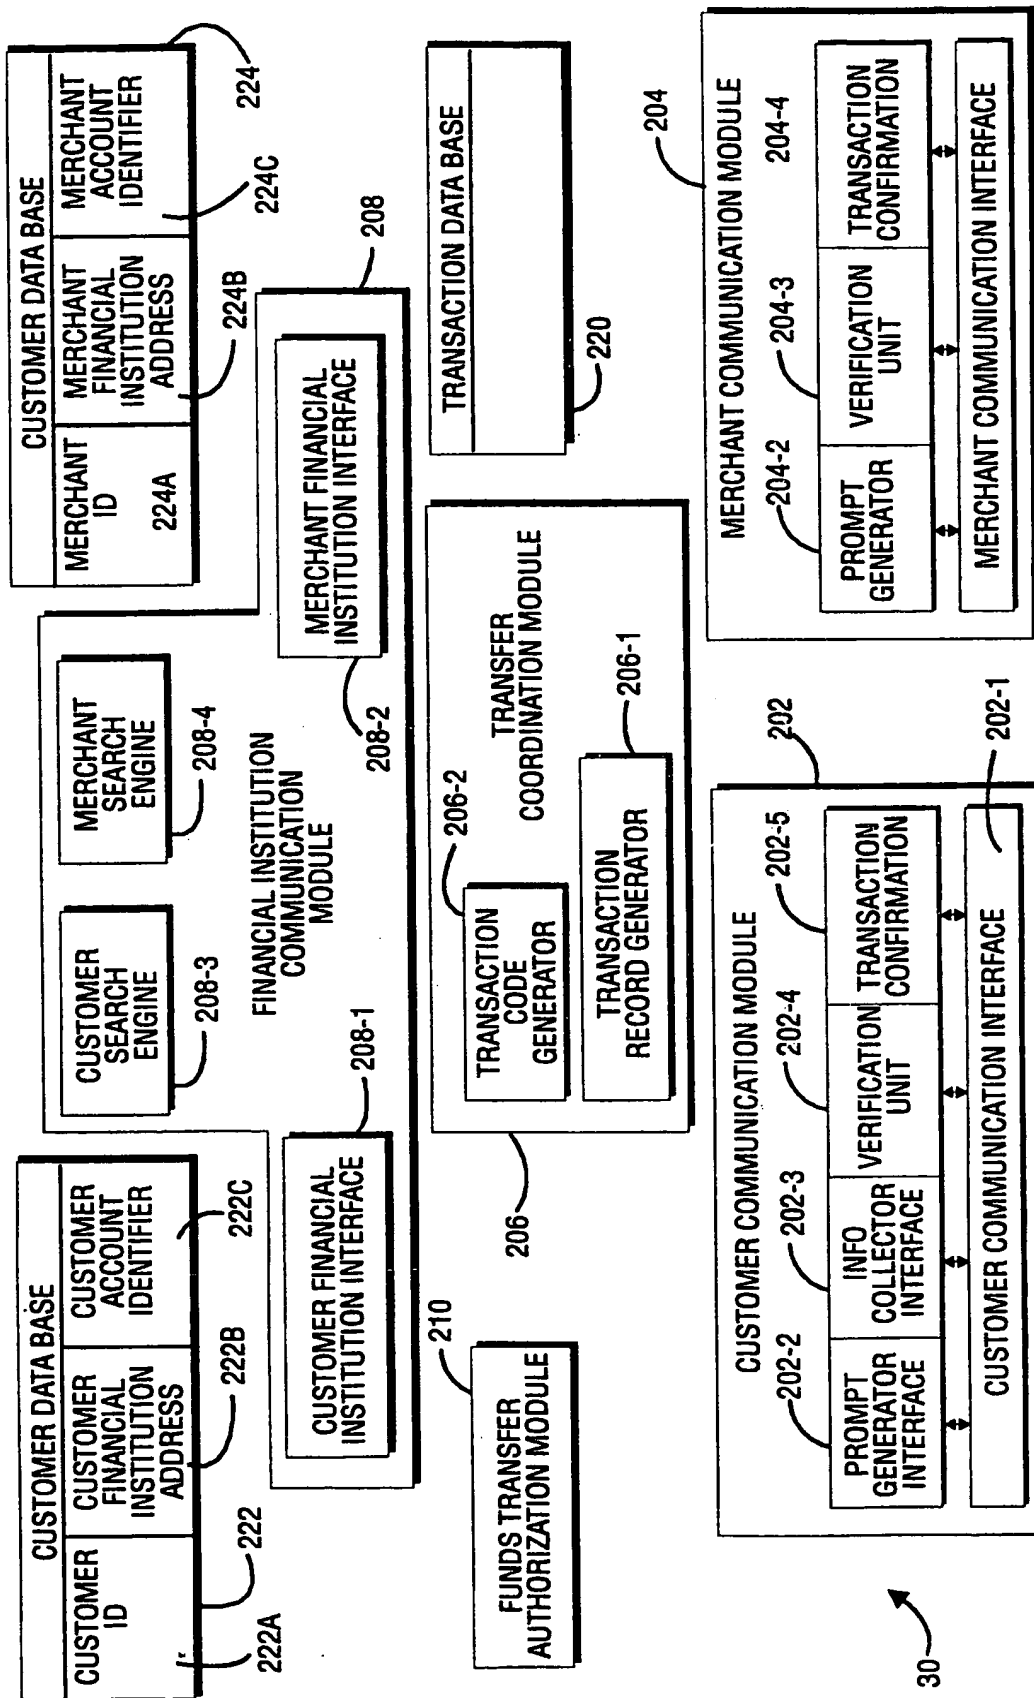 CUSTOMER DATA BASE
CUSTOMER
ID
CUSTOMER
FINANCIAL
INSTITUTION
ADDRESS
CUSTOMER
ACCOUNT
IDENTIFIER
222A
222
222B
222C
CUSTOMER
SEARCH
ENGINE
208-3
MERCHANT
SEARCH
ENGINE
208-4
FINANCIAL INSTITUTION
COMMUNICATION
MODULE
CUSTOMER FINANCIAL
INSTITUTION INTERFACE
208-1
MERCHANT FINANCIAL
INSTITUTION INTERFACE
208-2
208
CUSTOMER DATA BASE
MERCHANT
ID
MERCHANT
FINANCIAL
INSTITUTION
ADDRESS
MERCHANT
ACCOUNT
IDENTIFIER
224A
224B
224C
224
210
FUNDS TRANSFER
AUTHORIZATION MODULE
206
TRANSACTION
CODE
GENERATOR
206-2
TRANSFER
COORDINATION MODULE
TRANSACTION
RECORD GENERATOR
206-1
TRANSACTION DATA BASE
220
30
CUSTOMER COMMUNICATION MODULE
202
202-2
202-3
202-4
202-5
PROMPT
GENERATOR
INTERFACE
INFO
COLLECTOR
INTERFACE
VERIFICATION
UNIT
TRANSACTION
CONFIRMATION
CUSTOMER COMMUNICATION INTERFACE
202-1
MERCHANT COMMUNICATION MODULE
204
204-2
204-3
204-4
PROMPT
GENERATOR
VERIFICATION
UNIT
TRANSACTION
CONFIRMATION
MERCHANT COMMUNICATION INTERFACE